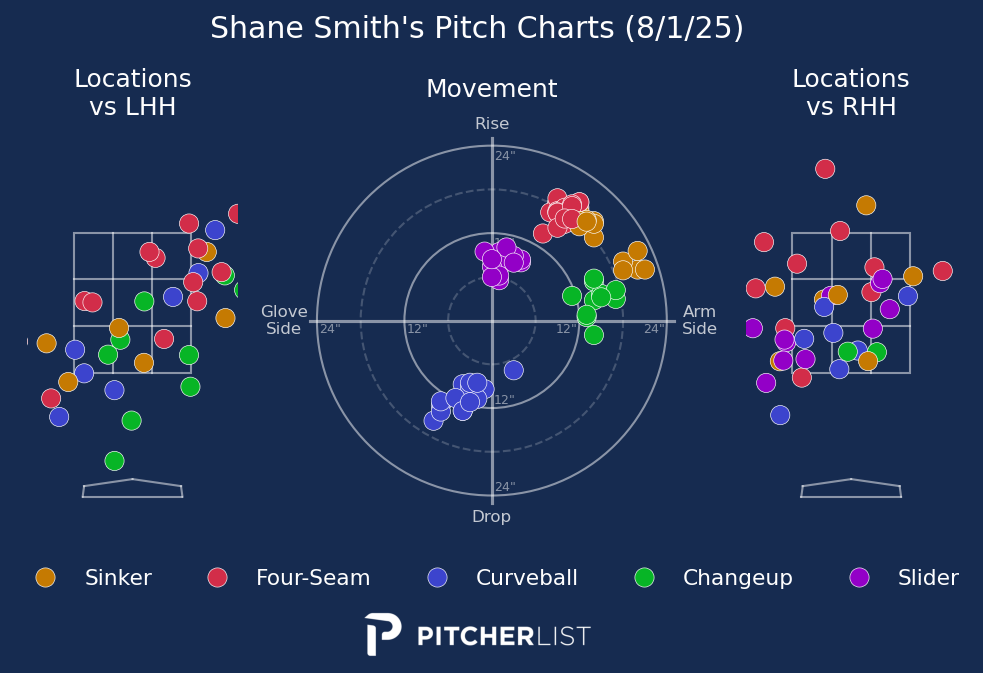 Shane Smith's Pitch Charts (8/1/25)
Locations
vs LHH
Movement
Locations
vs RHH
Rise
24"
Glove
Side
24"
12"
12"
24"
Arm
Side
12"
24"
Drop
Sinker
Four-Seam
Curveball
Changeup
Slider
PITCHERLIST